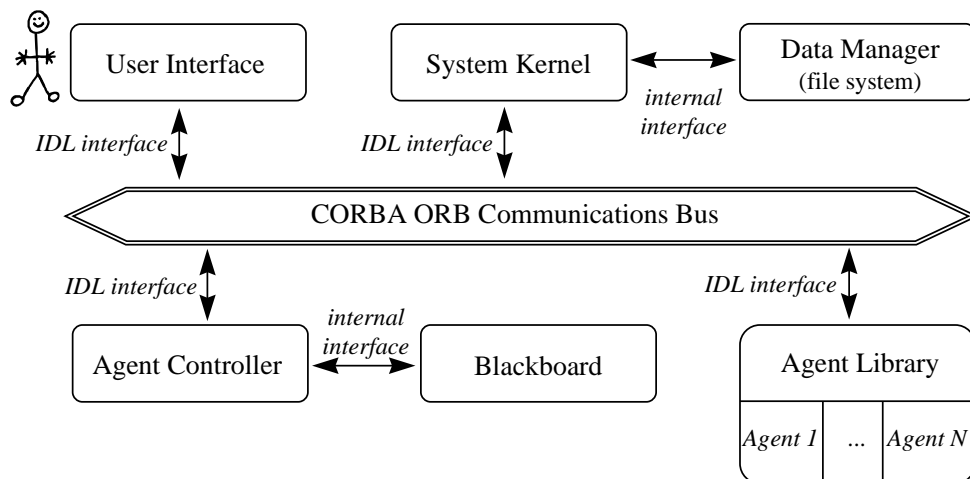 User Interface
System Kernel
Data Manager
(file system)
internal
interface
IDL interface
IDL interface
CORBA ORB Communications Bus
IDL interface
IDL interface
internal
interface
Agent Controller
Blackboard
Agent Library
Agent 1
...
Agent N